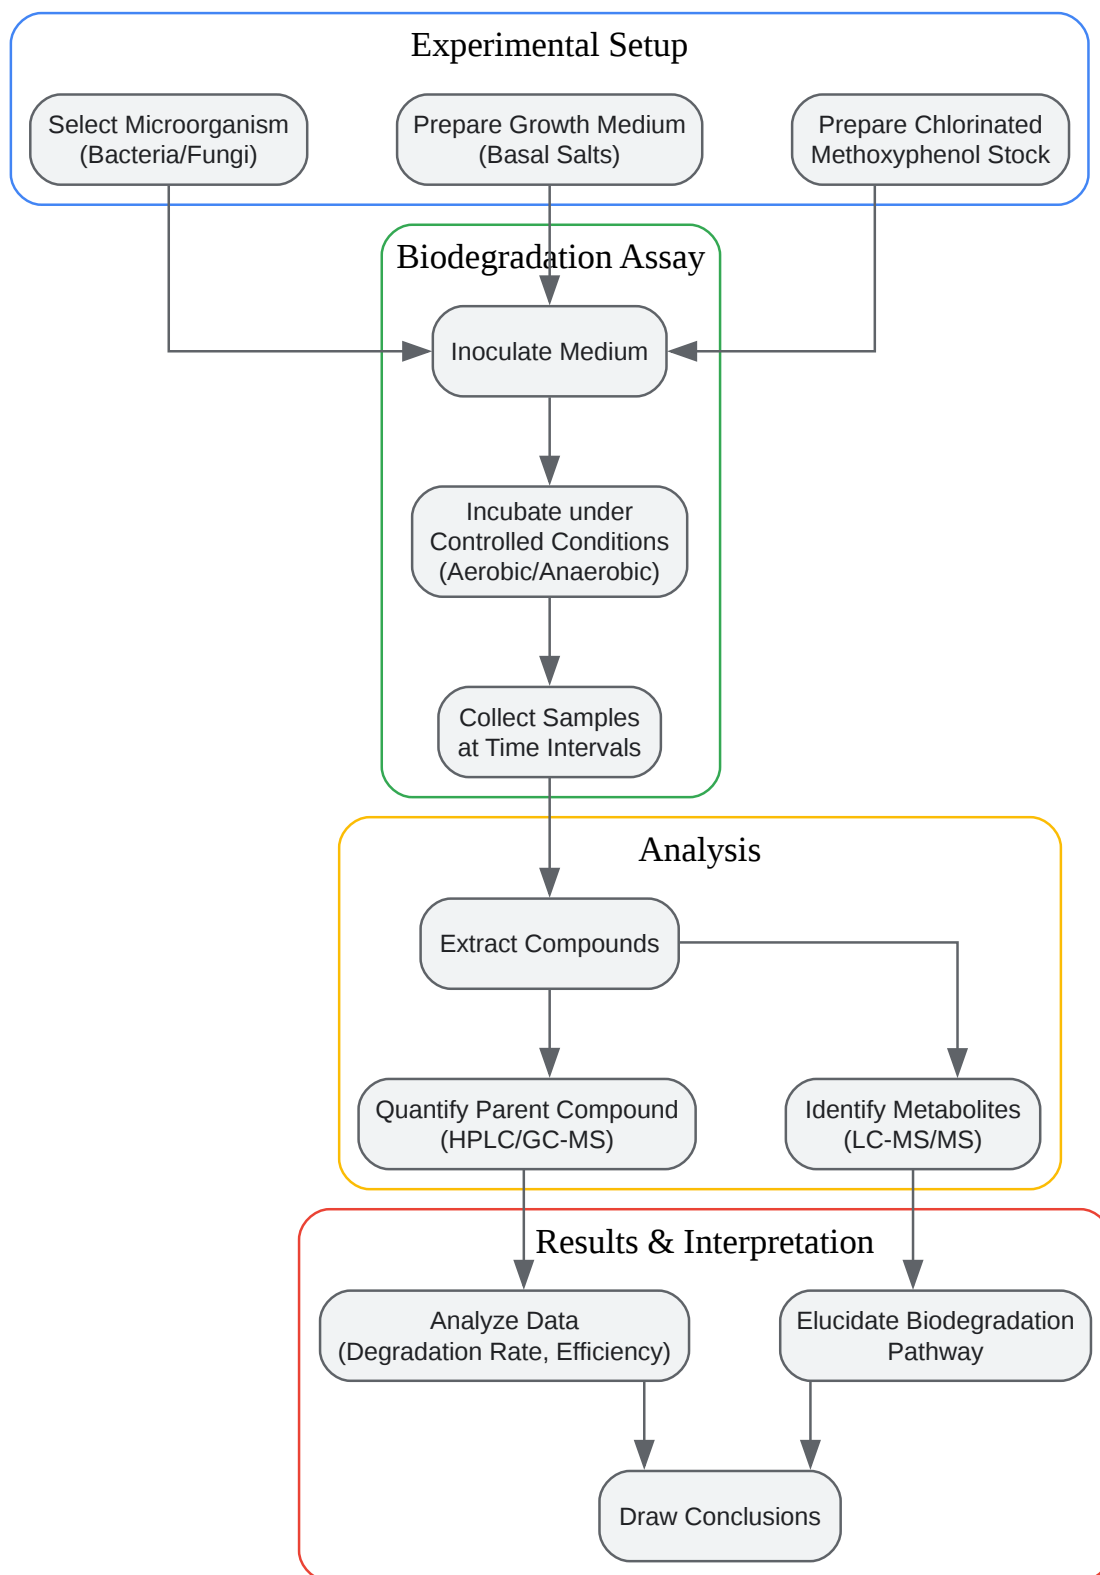 Experimental Setup
Select Microorganism
(Bacteria/Fungi)
Prepare Growth Medium
(Basal Salts)
Prepare Chlorinated
Methoxyphenol Stock
Biodegradation Assay
Inoculate Medium
Incubate under
Controlled Conditions
(Aerobic/Anaerobic)
Collect Samples
at Time Intervals
Analysis
Extract Compounds
Quantify Parent Compound
(HPLC/GC-MS)
Identify Metabolites
(LC-MS/MS)
Results & Interpretation
Analyze Data
(Degradation Rate, Efficiency)
Elucidate Biodegradation
Pathway
Draw Conclusions